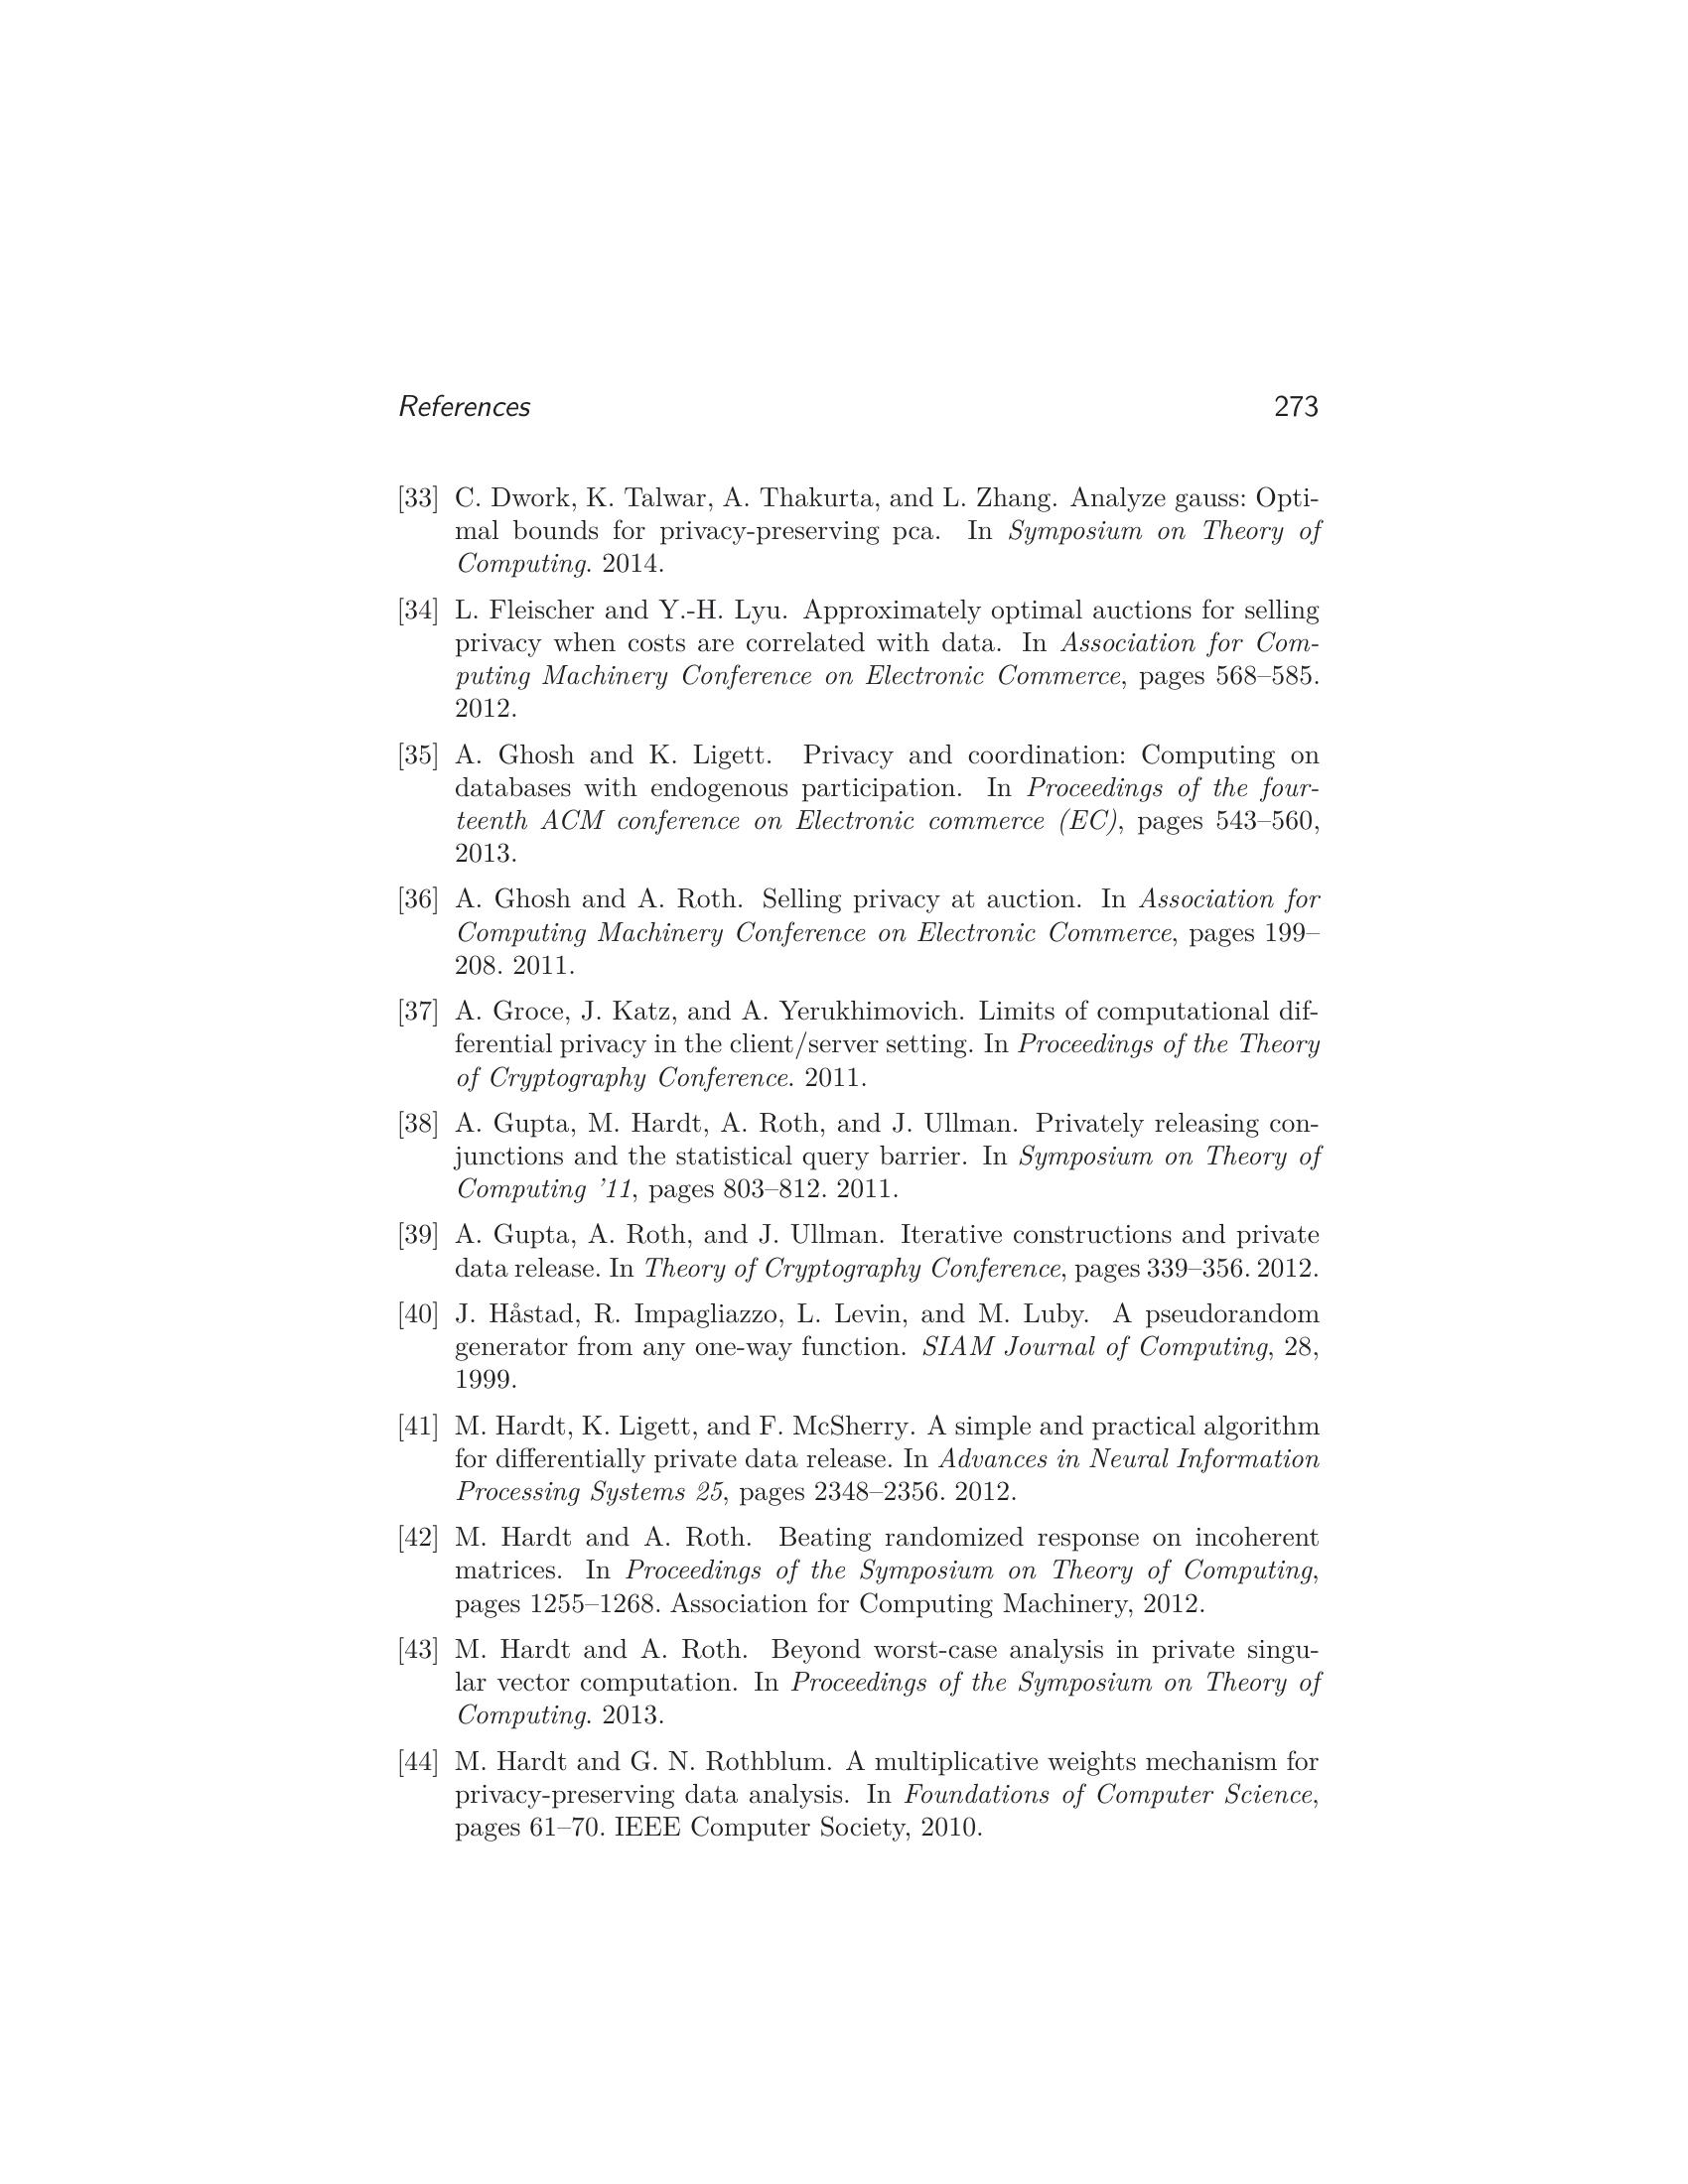 References 273
[33] C. Dwork, K. Talwar, A. Thakurta, and L. Zhang. Analyze gauss: Opti-
mal bounds for privacy-preserving pca. In Symposium on Theory of
Computing. 2014.
[34] L. Fleischer and Y.-H. Lyu. Approximately optimal auctions for selling
privacy when costs are correlated with data. In Association for Com-
puting Machinery Conference on Electronic Commerce, pages 568–585.
2012.
[35] A. Ghosh and K. Ligett. Privacy and coordination: Computing on
databases with endogenous participation. In Proceedings of the four-
teenth ACM conference on Electronic commerce (EC), pages 543–560,
2013.
[36] A. Ghosh and A. Roth. Selling privacy at auction. In Association for
Computing Machinery Conference on Electronic Commerce, pages 199–
208. 2011.
[37] A. Groce, J. Katz, and A. Yerukhimovich. Limits of computational dif-
ferential privacy in the client/server setting. In Proceedings of the Theory
of Cryptography Conference. 2011.
[38] A. Gupta, M. Hardt, A. Roth, and J. Ullman. Privately releasing con-
junctions and the statistical query barrier. In Symposium on Theory of
Computing ’11, pages 803–812. 2011.
[39] A. Gupta, A. Roth, and J. Ullman. Iterative constructions and private
data release. In Theory of Cryptography Conference, pages 339–356. 2012.
[40] J. Håstad, R. Impagliazzo, L. Levin, and M. Luby. A pseudorandom
generator from any one-way function. SIAM Journal of Computing, 28,
1999.
[41] M. Hardt, K. Ligett, and F. McSherry. A simple and practical algorithm
for differentially private data release. In Advances in Neural Information
Processing Systems 25, pages 2348–2356. 2012.
[42] M. Hardt and A. Roth. Beating randomized response on incoherent
matrices. In Proceedings of the Symposium on Theory of Computing,
pages 1255–1268. Association for Computing Machinery, 2012.
[43] M. Hardt and A. Roth. Beyond worst-case analysis in private singu-
lar vector computation. In Proceedings of the Symposium on Theory of
Computing. 2013.
[44] M. Hardt and G. N. Rothblum. A multiplicative weights mechanism for
privacy-preserving data analysis. In Foundations of Computer Science,
pages 61–70. IEEE Computer Society, 2010.